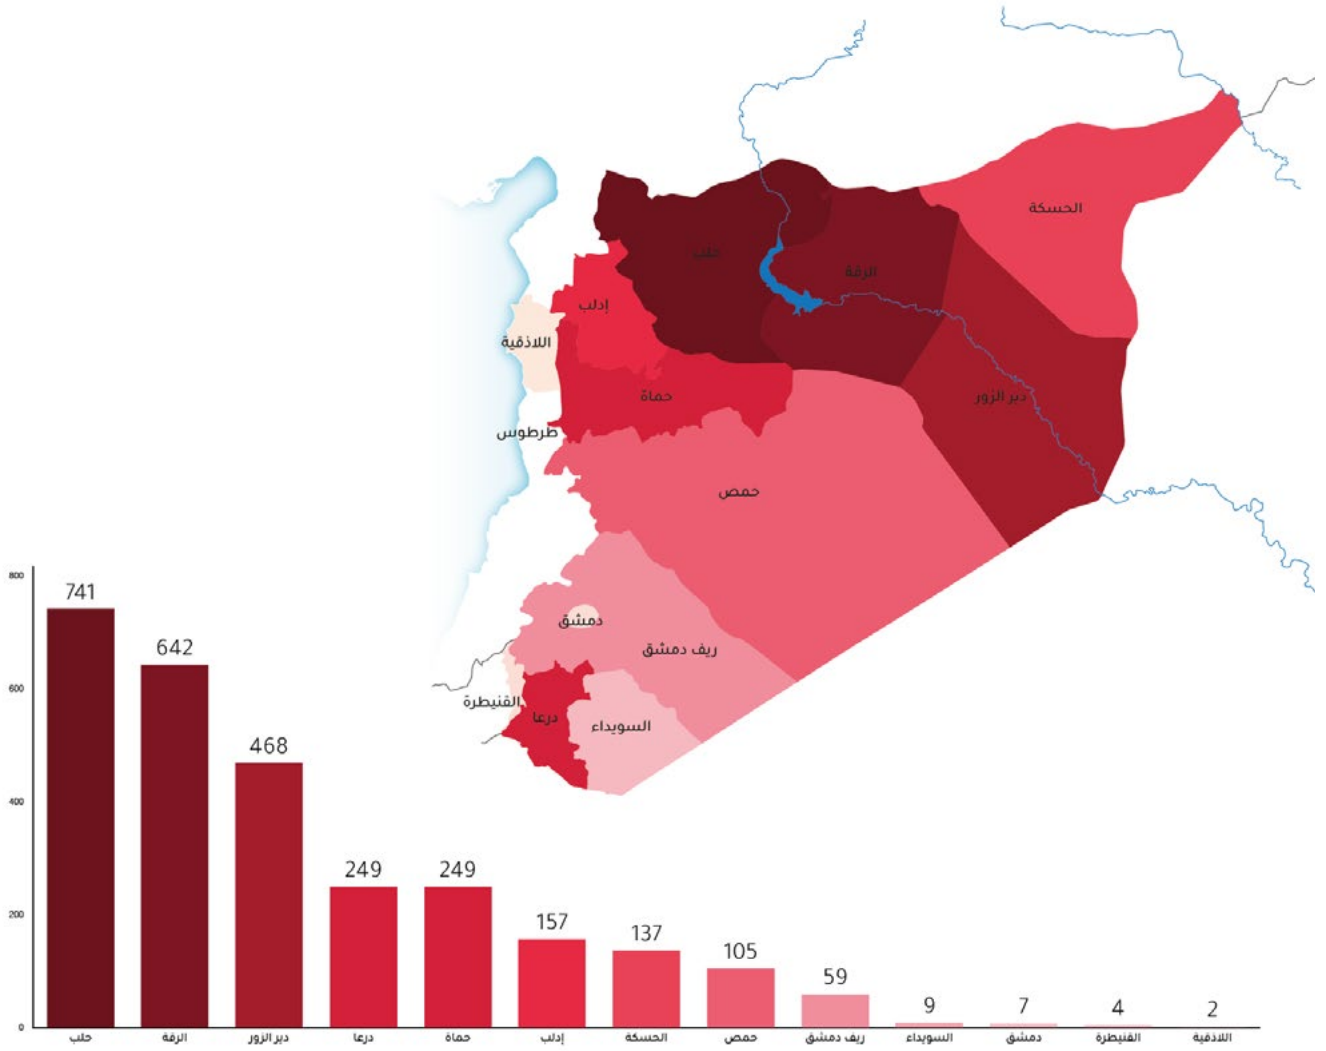 الحسكة
حلب
الرقة
إدلب
اللاذقية
دير الزور
حماة
طرطوس
حمص
دمشق
ريف دمشق
القنيطرة
درعا
السويداء
800
600
400
200
0
741
642
468
249
249
157
137
105
59
9
7
4
2
حلب
الرقة
دير الزور
درعا
حماة
إدلب
الحسكة
حمص
ريف دمشق
السويداء
دمشق
القنيطرة
اللاذقية